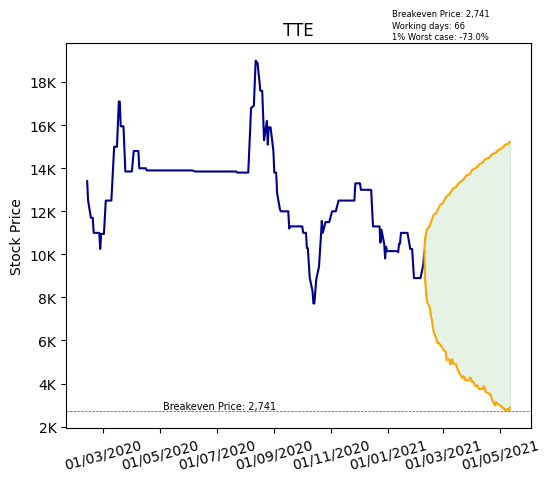 Breakeven Price: 2,741
Working days: 66
1% Worst case: -73.0%
TTE
Stock Price
18K
16K
14K
12K
10K
8K
6K
4K
2K
Breakeven Price: 2,741
01/03/2020
01/05/2020
01/07/2020
01/09/2020
01/11/2020
01/01/2021
01/03/2021
01/05/2021